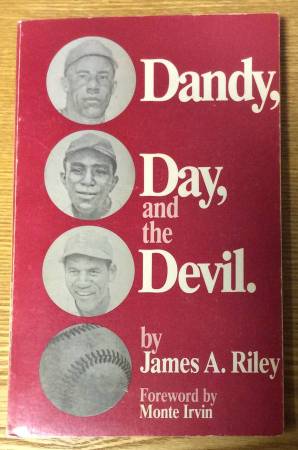 Dandy,
Day,
and
the
Devil.
by
James A. Riley
Foreword by
Monte Irvin